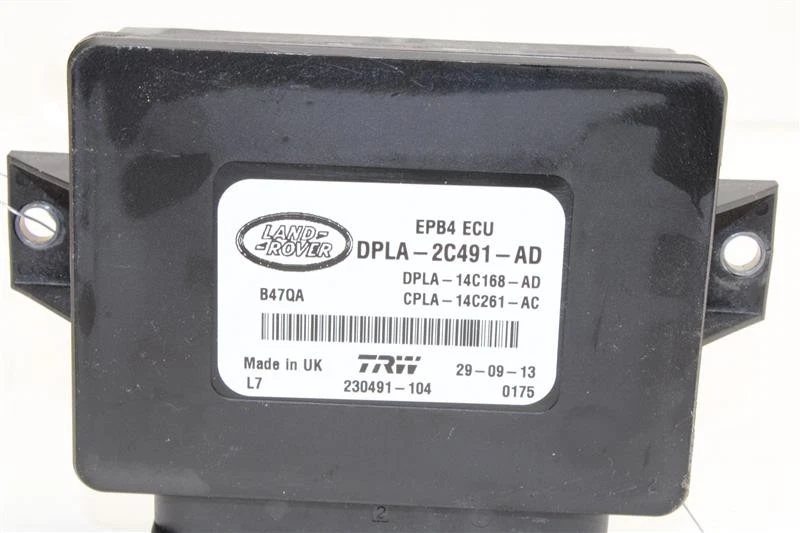 EPB4 ECU
LAND-
-ROVER
DPLA-2C491-AD
DPLA-14C168-AD
B47QA
CPLA-14C261-AC
Made in UK
TRW
29-09-13
L7
230491-104
0175
2